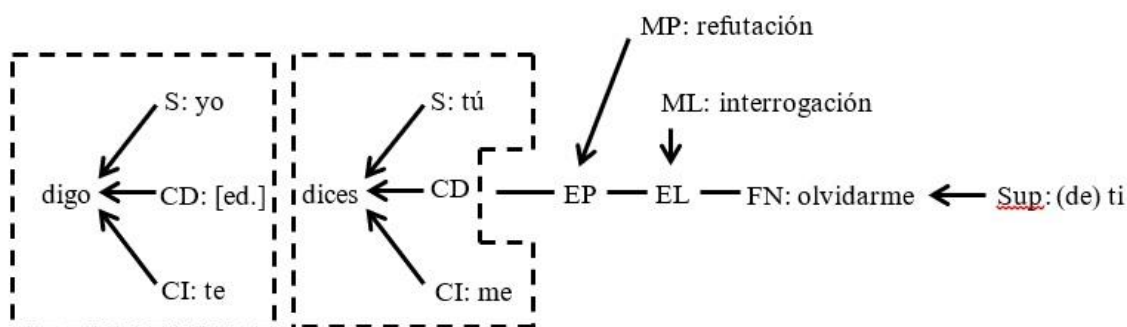 MP: refutación
S: yo
S: tú
ML: interrogación
digo
CD: [ed.]
dices
CD
EP
EL
FN: olvidarme
Sup: (de) ti
CI: te
CI: me